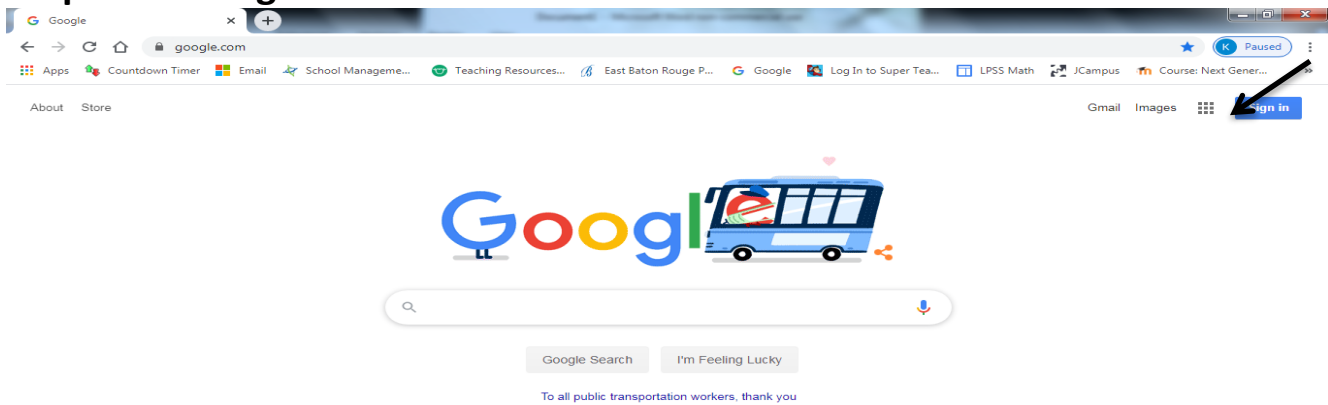 Google
google.com
Paused
Apps Countdown Timer Email School Manageme... Teaching Resources... East Baton Rouge P... Google Log In to Super Tea... LPSS Math JCampus Course: Next Gener... »
About Store
Gmail Images Sign in
Google
Google Search I'm Feeling Lucky
To all public transportation workers, thank you